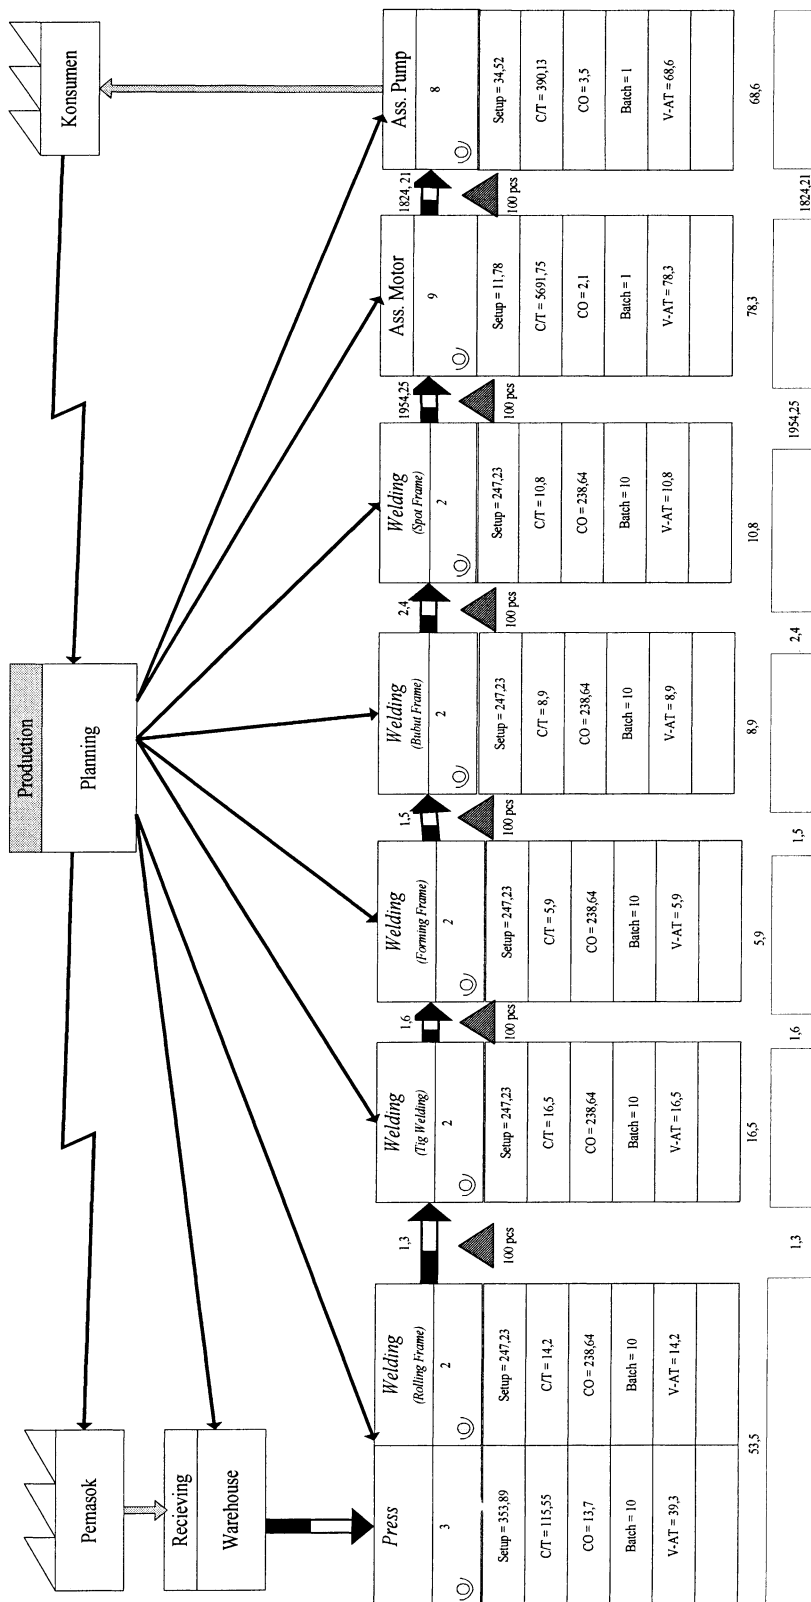 Pemasok
Recieving
Warehouse
Production
Planning
Konsumen
Press
3
Setup = 353,89
C/T = 115,55
CO = 13,7
Batch = 10
V-AT = 39,3
Welding
(Rolling Frame)
2
Setup = 247,23
C/T = 14,2
CO = 238,64
Batch = 10
V-AT = 14,2
1,3
100 pcs
Welding
(Tig Welding)
2
Setup = 247,23
C/T = 16,5
CO = 238,64
Batch = 10
V-AT = 16,5
1,6
100 pcs
Welding
(Forming Frame)
2
Setup = 247,23
C/T = 5,9
CO = 238,64
Batch = 10
V-AT = 5,9
1,5
100 pcs
Welding
(Bubut Frame)
2
Setup = 247,23
C/T = 8,9
CO = 238,64
Batch = 10
V-AT = 8,9
2,4
100 pcs
Welding
(Spot Frame)
2
Setup = 247,23
C/T = 10,8
CO = 238,64
Batch = 10
V-AT = 10,8
1954,25
100 pcs
Ass. Motor
9
Setup = 11,78
C/T = 5691,75
CO = 2,1
Batch = 1
V-AT = 78,3
1824, 21
100 pcs
Ass. Pump
8
Setup = 34,52
C/T = 390,13
CO = 3,5
Batch = 1
V-AT = 68,6
53,5
1,3
16,5
1,6
5,9
1,5
8,9
2,4
10,8
1954,25
78,3
1824,21
68,6